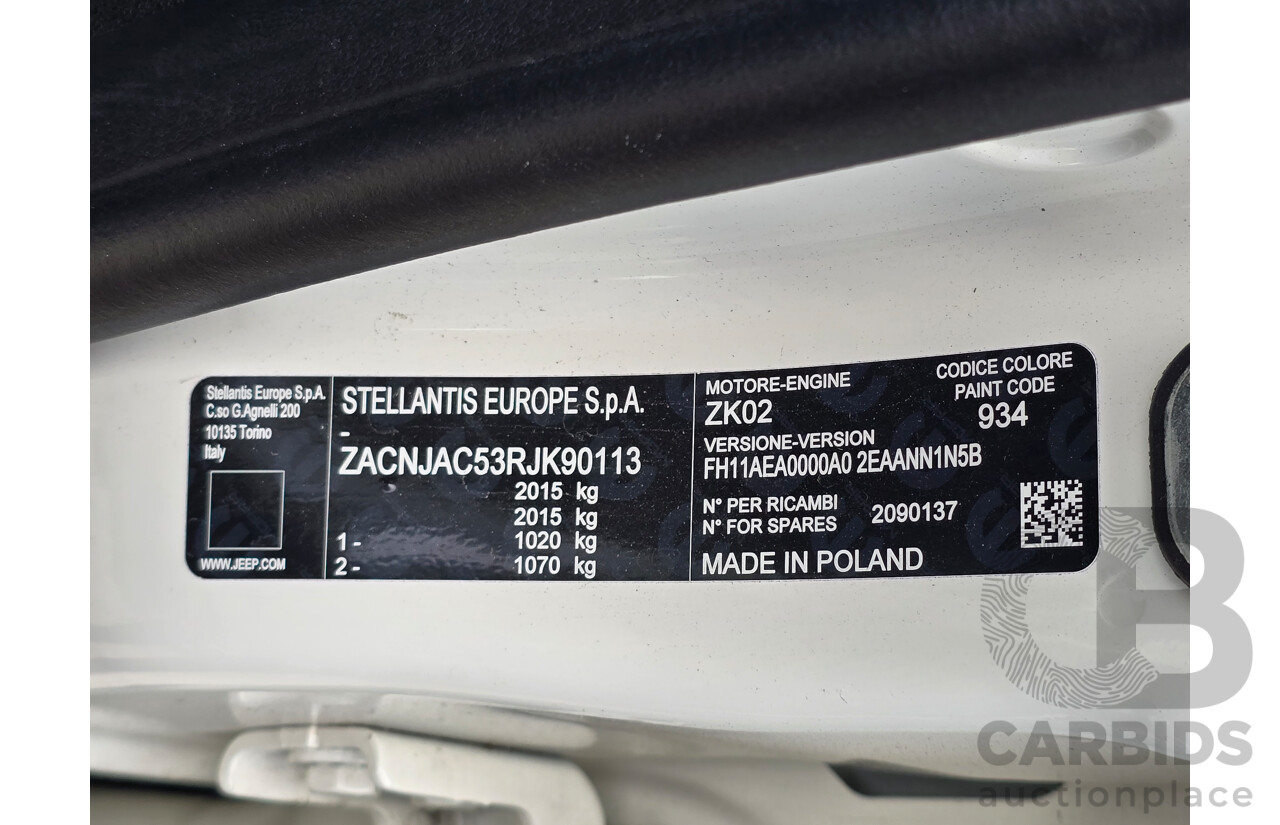 Stellantis Europe S.p.A.
C.so G.Agnelli 200
10135 Torino
Italy
WWW.JEEP.COM
STELLANTIS EUROPE S.p.A.
-
ZACNJAC53RJK90113
2015 kg
2015 kg
1 - 1020 kg
2 - 1070 kg
MOTORE-ENGINE
ZK02
CODICE COLORE
PAINT CODE
934
VERSIONE-VERSION
FH11AEA0000A0 2EAANN1N5B
N° PER RICAMBI
N° FOR SPARES 2090137
MADE IN POLAND
CB
CARBIDS
auctionplace